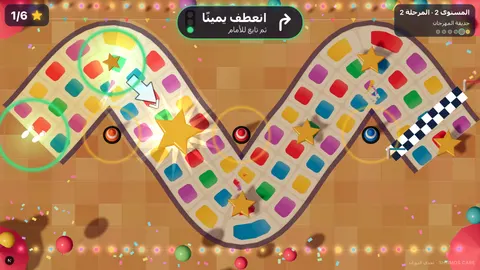 1/6
انعطف يمينًا
ثم تابع للأمام
المستوى 2 · المرحلة 2
حديقة المهرجان